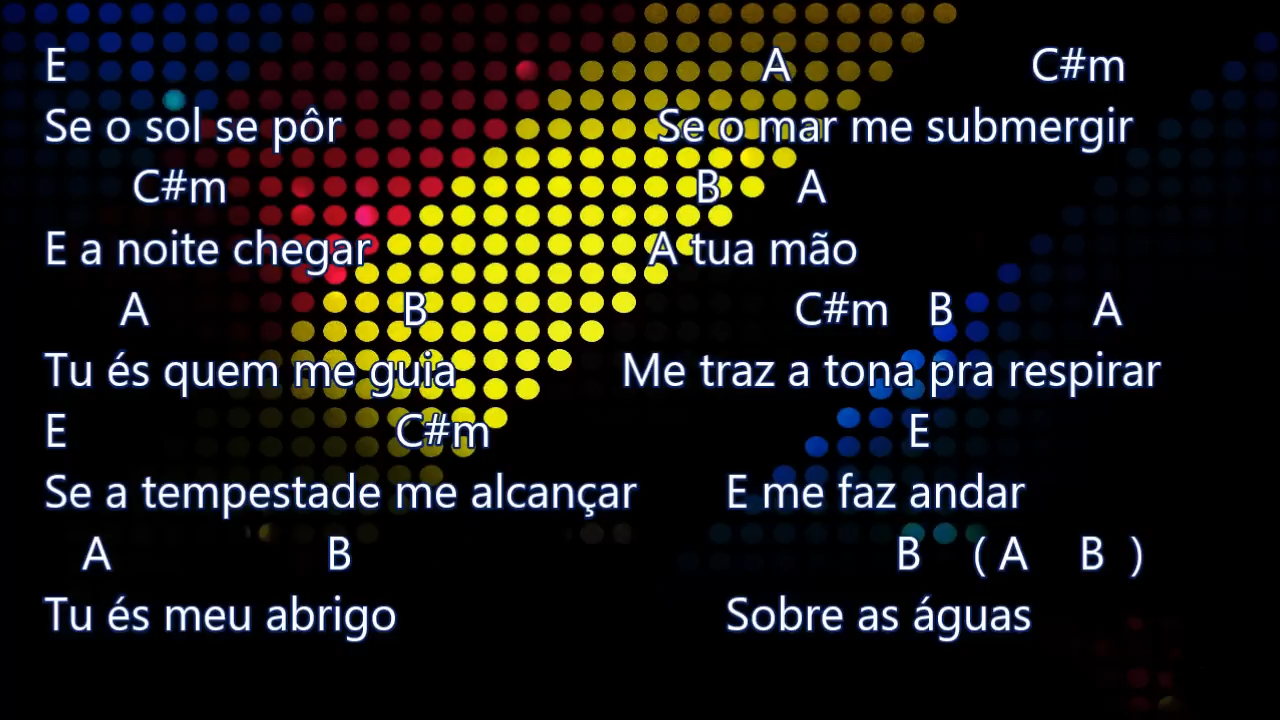 E
Se o sol se pôr
C#m
E a noite chegar
A B
Tu és quem me guia
E C#m
Se a tempestade me alcançar
A B
Tu és meu abrigo
A C#m
Se o mar me submergir
B A
A tua mão
C#m B A
Me traz a tona pra respirar
E
E me faz andar
B ( A B )
Sobre as águas